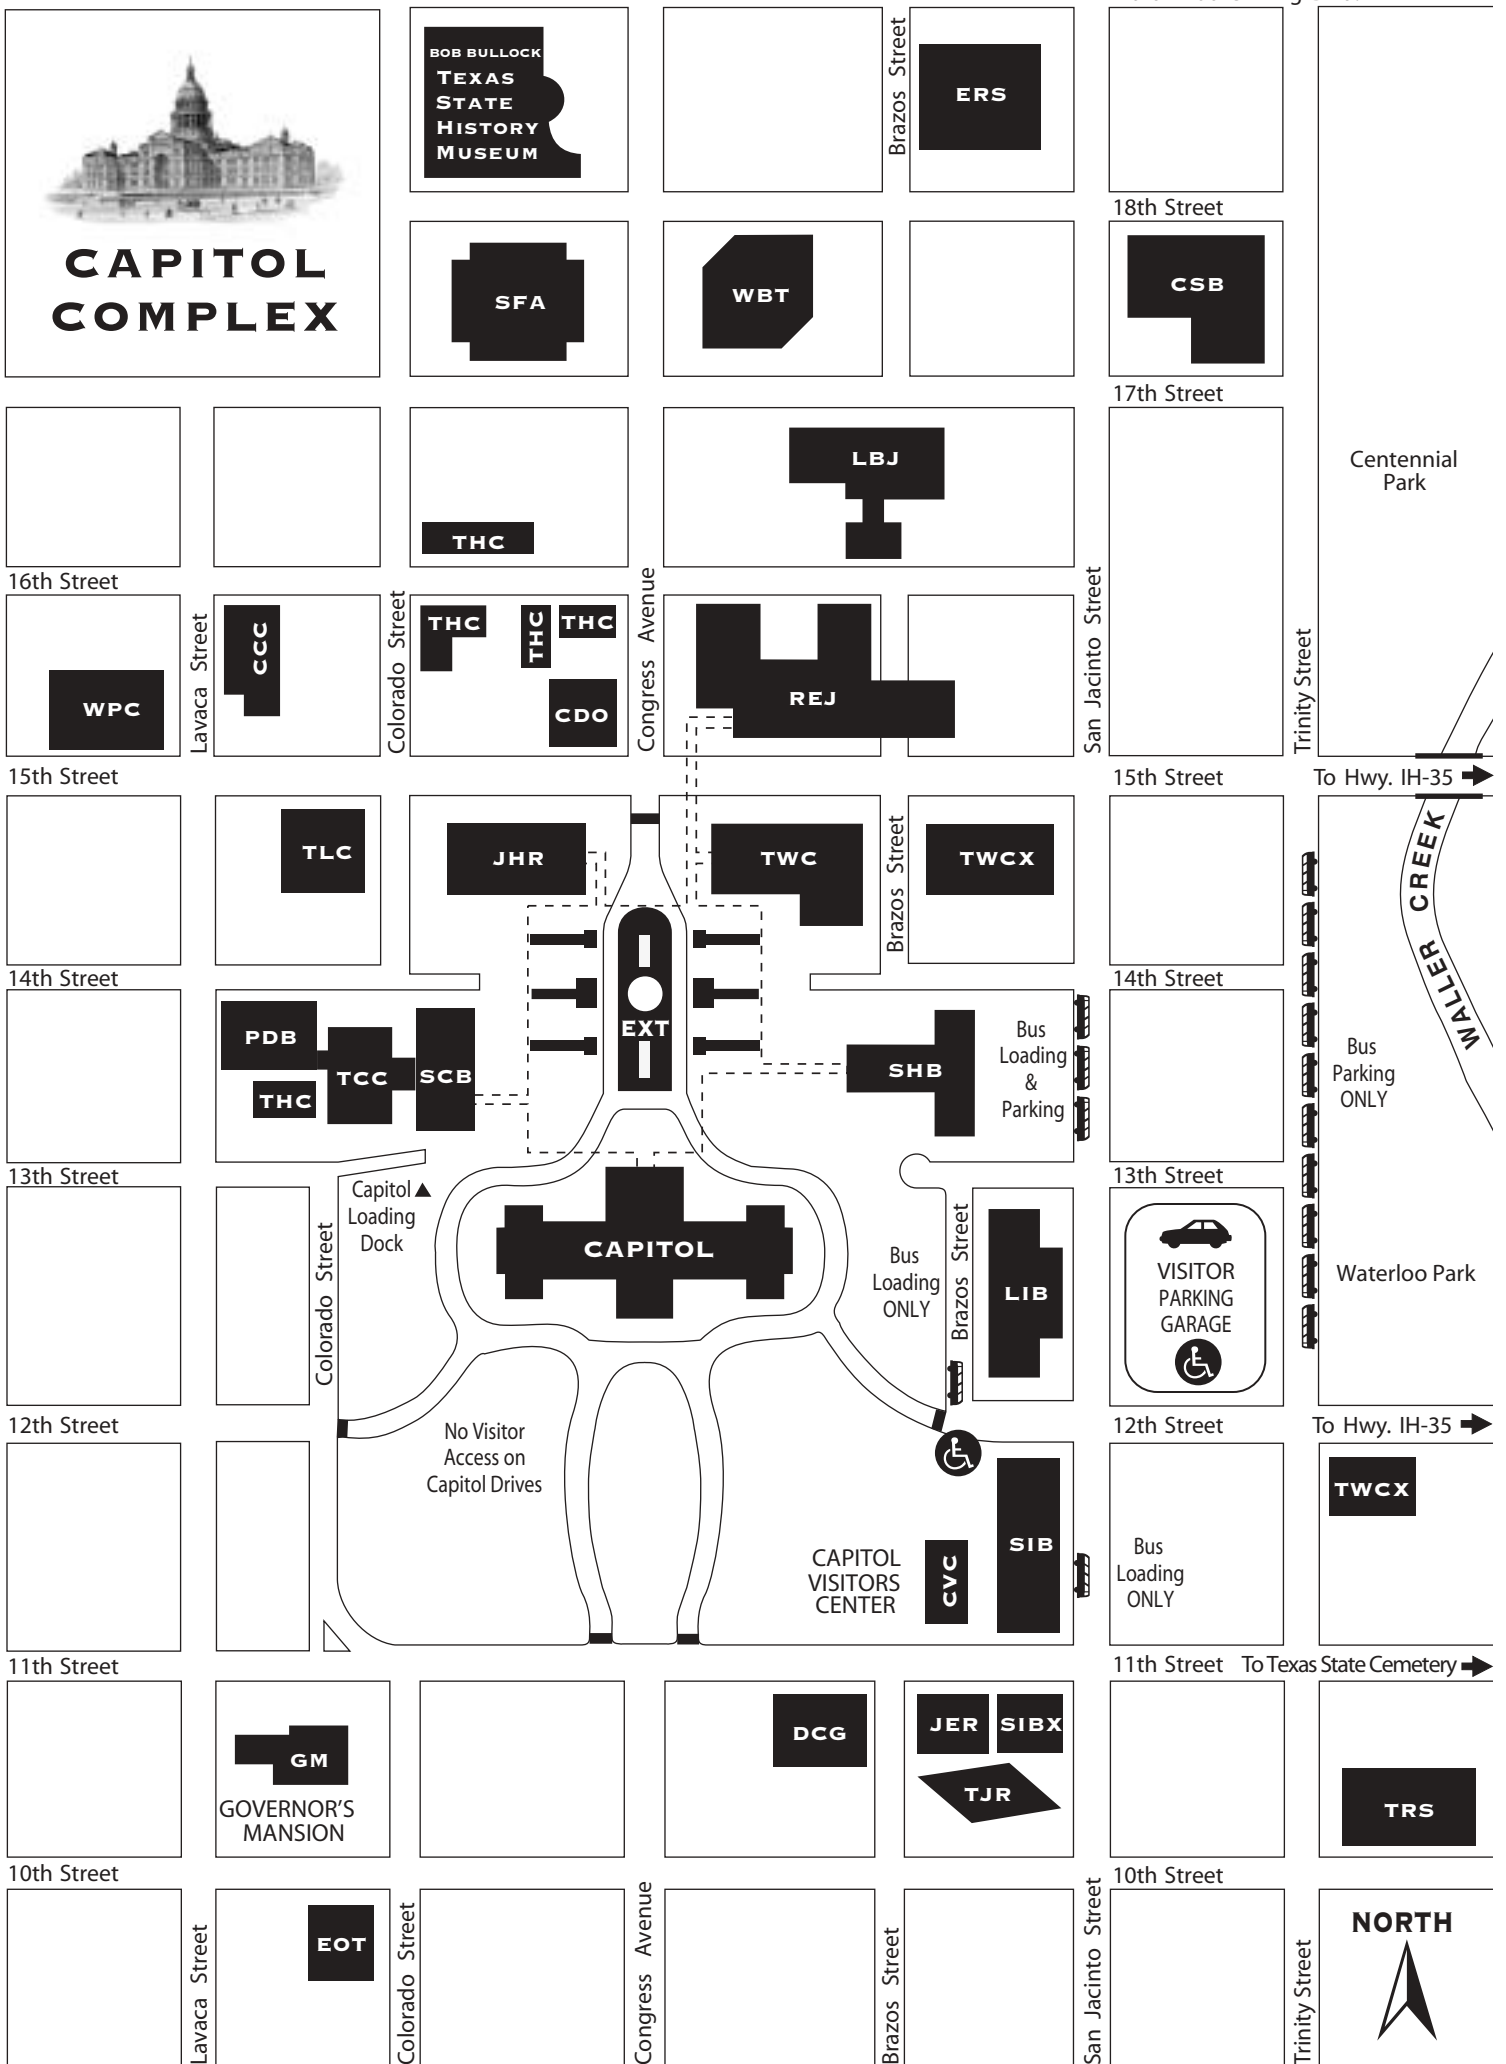 BOB BULLOCK
TEXAS
STATE
HISTORY
MUSEUM
Brazos Street
ERS
CAPITOL
COMPLEX
18th Street
SFA
WBT
CSB
17th Street
LBJ
Centennial
Park
THC
16th Street
Lavaca Street
CCC
Colorado Street
THC
THC
THC
Congress Avenue
San Jacinto Street
Trinity Street
WPC
CDO
REJ
15th Street
15th Street
To Hwy. IH-35
TLC
JHR
TWC
Brazos Street
TWCX
WALLER CREEK
14th Street
14th Street
PDB
TCC
SCB
THC
EXT
SHB
Bus
Loading
&
Parking
Bus
Parking
ONLY
13th Street
13th Street
Capitol
Loading
Dock
Colorado Street
CAPITOL
Bus
Loading
ONLY
Brazos Street
LIB
VISITOR
PARKING
GARAGE
Waterloo Park
12th Street
12th Street
To Hwy. IH-35
No Visitor
Access on
Capitol Drives
TWCX
CAPITOL
VISITORS
CENTER
CVC
SIB
Bus
Loading
ONLY
11th Street
11th Street
To Texas State Cemetery
GM
GOVERNOR'S
MANSION
DCG
JER
SIBX
TJR
TRS
10th Street
10th Street
Lavaca Street
EOT
Colorado Street
Congress Avenue
Brazos Street
San Jacinto Street
Trinity Street
NORTH